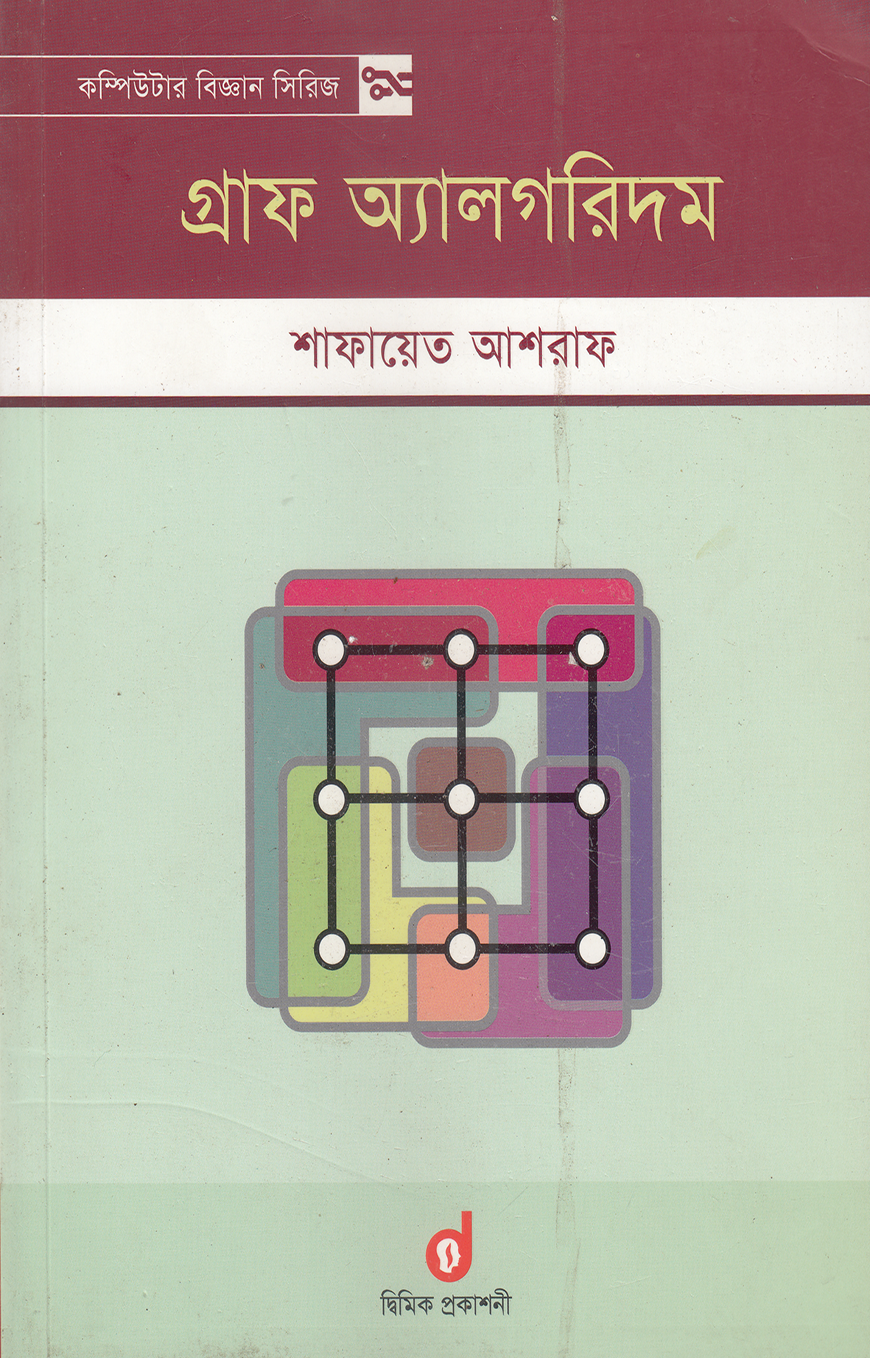 কম্পিউটার বিজ্ঞান সিরিজ
গ্রাফ অ্যালগরিদম
শাফায়েত আশরাফ
দ্বিমিক প্রকাশনী